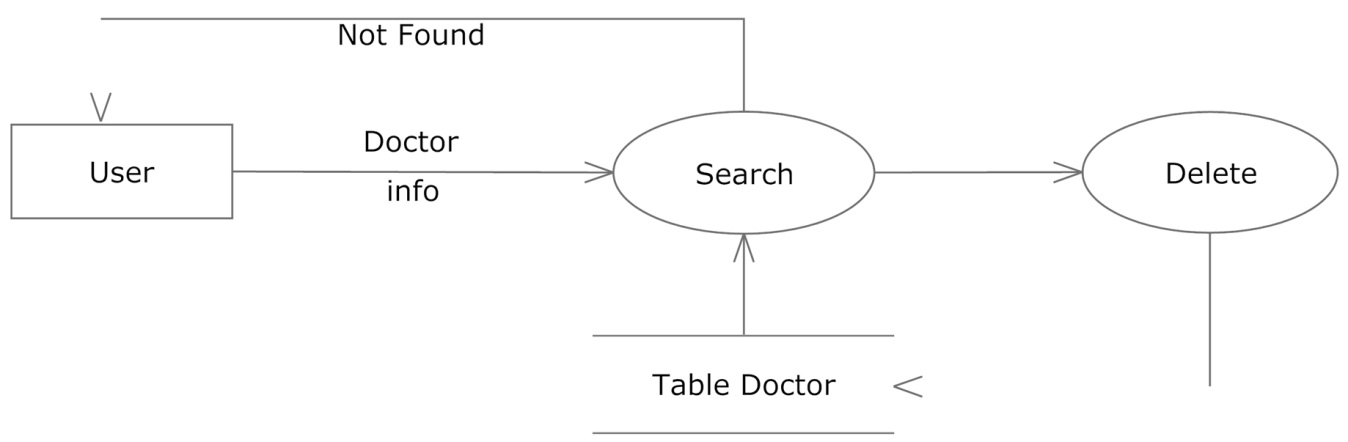 Not Found
Doctor
info
User
Search
Delete
Table Doctor